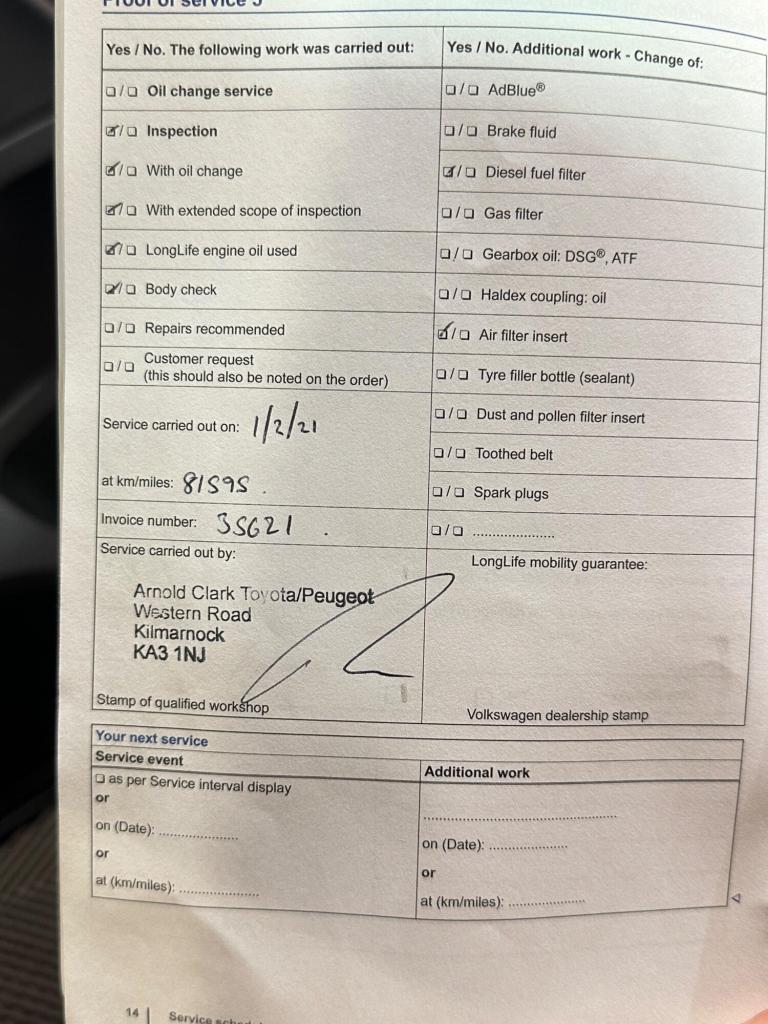 Proof of service 5
Yes / No. The following work was carried out:
❑ / ❑ Oil change service
☑ / ❑ Inspection
☑ / ❑ With oil change
☑ / ❑ With extended scope of inspection
☑ / ❑ LongLife engine oil used
☑ / ❑ Body check
❑ / ❑ Repairs recommended
❑ / ❑ Customer request
(this should also be noted on the order)
Service carried out on: 1/2/21
at km/miles: 81595
Invoice number: 35621
Service carried out by:
Arnold Clark Toyota/Peugeot
Western Road
Kilmarnock
KA3 1NJ
Stamp of qualified workshop
Yes / No. Additional work - Change of:
❑ / ❑ AdBlue®
❑ / ❑ Brake fluid
☑ / ❑ Diesel fuel filter
❑ / ❑ Gas filter
❑ / ❑ Gearbox oil: DSG®, ATF
❑ / ❑ Haldex coupling: oil
☑ / ❑ Air filter insert
❑ / ❑ Tyre filler bottle (sealant)
❑ / ❑ Dust and pollen filter insert
❑ / ❑ Toothed belt
❑ / ❑ Spark plugs
❑ / ❑ .....................
LongLife mobility guarantee:
Volkswagen dealership stamp
Your next service
Service event
❑ as per Service interval display
or
on (Date): ....................
or
at (km/miles): ....................
Additional work
..................................................
on (Date): ....................
or
at (km/miles): ....................
14 | Service